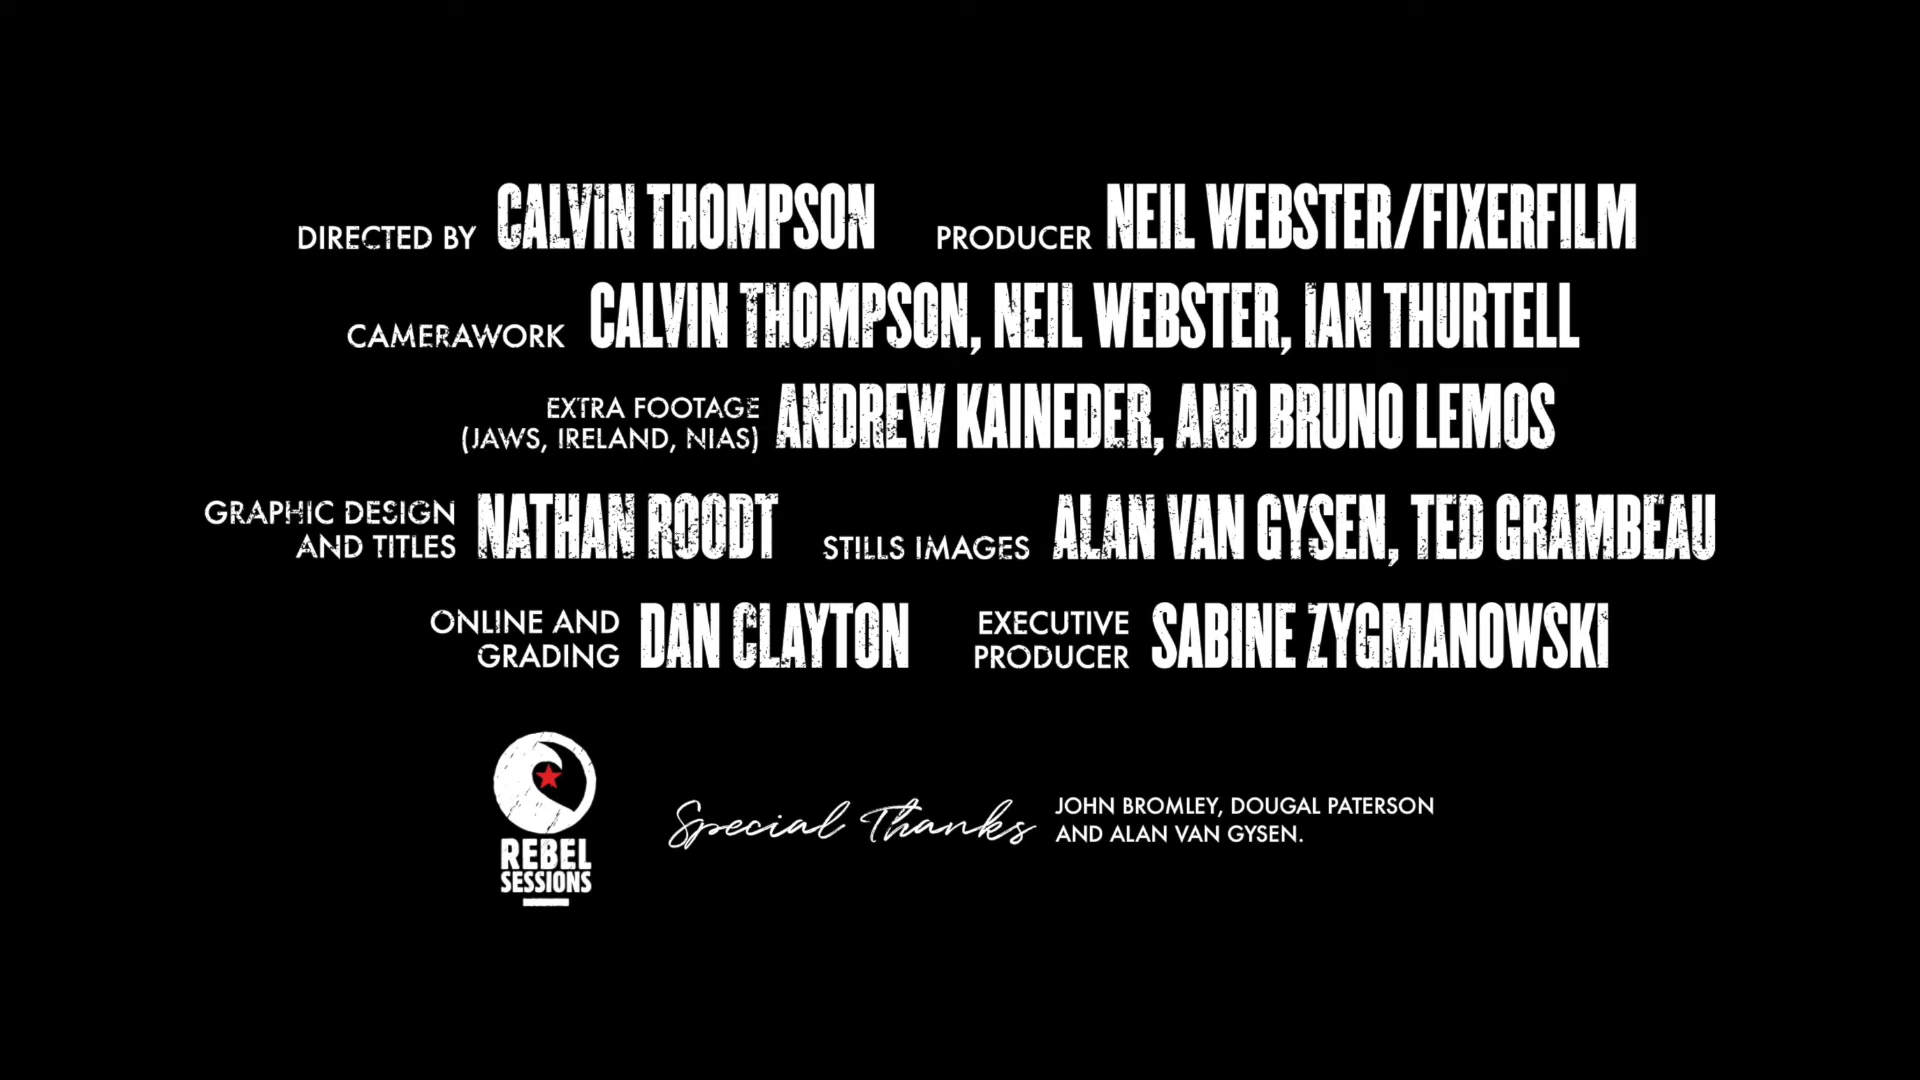 DIRECTED BY CALVIN THOMPSON PRODUCER NEIL WEBSTER/FIXERFILM
CAMERAWORK CALVIN THOMPSON, NEIL WEBSTER, IAN THURTELL
EXTRA FOOTAGE
(JAWS, IRELAND, NIAS) ANDREW KAINEDER, AND BRUNO LEMOS
GRAPHIC DESIGN
AND TITLES NATHAN ROODT STILLS IMAGES ALAN VAN GYSEN, TED GRAMBEAU
ONLINE AND
GRADING DAN CLAYTON
EXECUTIVE
PRODUCER SABINE ZYGMANOWSKI
REBEL
SESSIONS
Special Thanks JOHN BROMLEY, DOUGAL PATERSON
AND ALAN VAN GYSEN.